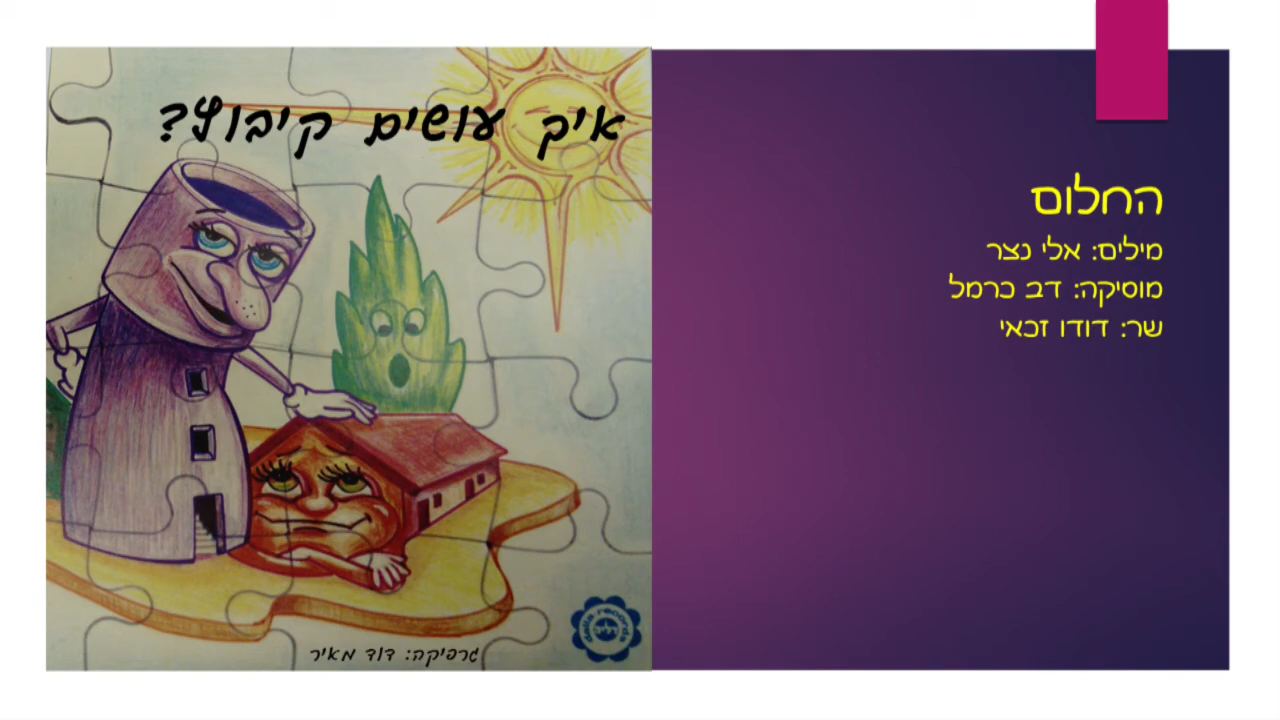 איך עושים קיבוץ?
החלום
מילים: אלי נצר
מוסיקה: דב כרמל
שר: דודו זכאי
גרפיקה: דוד מאיר